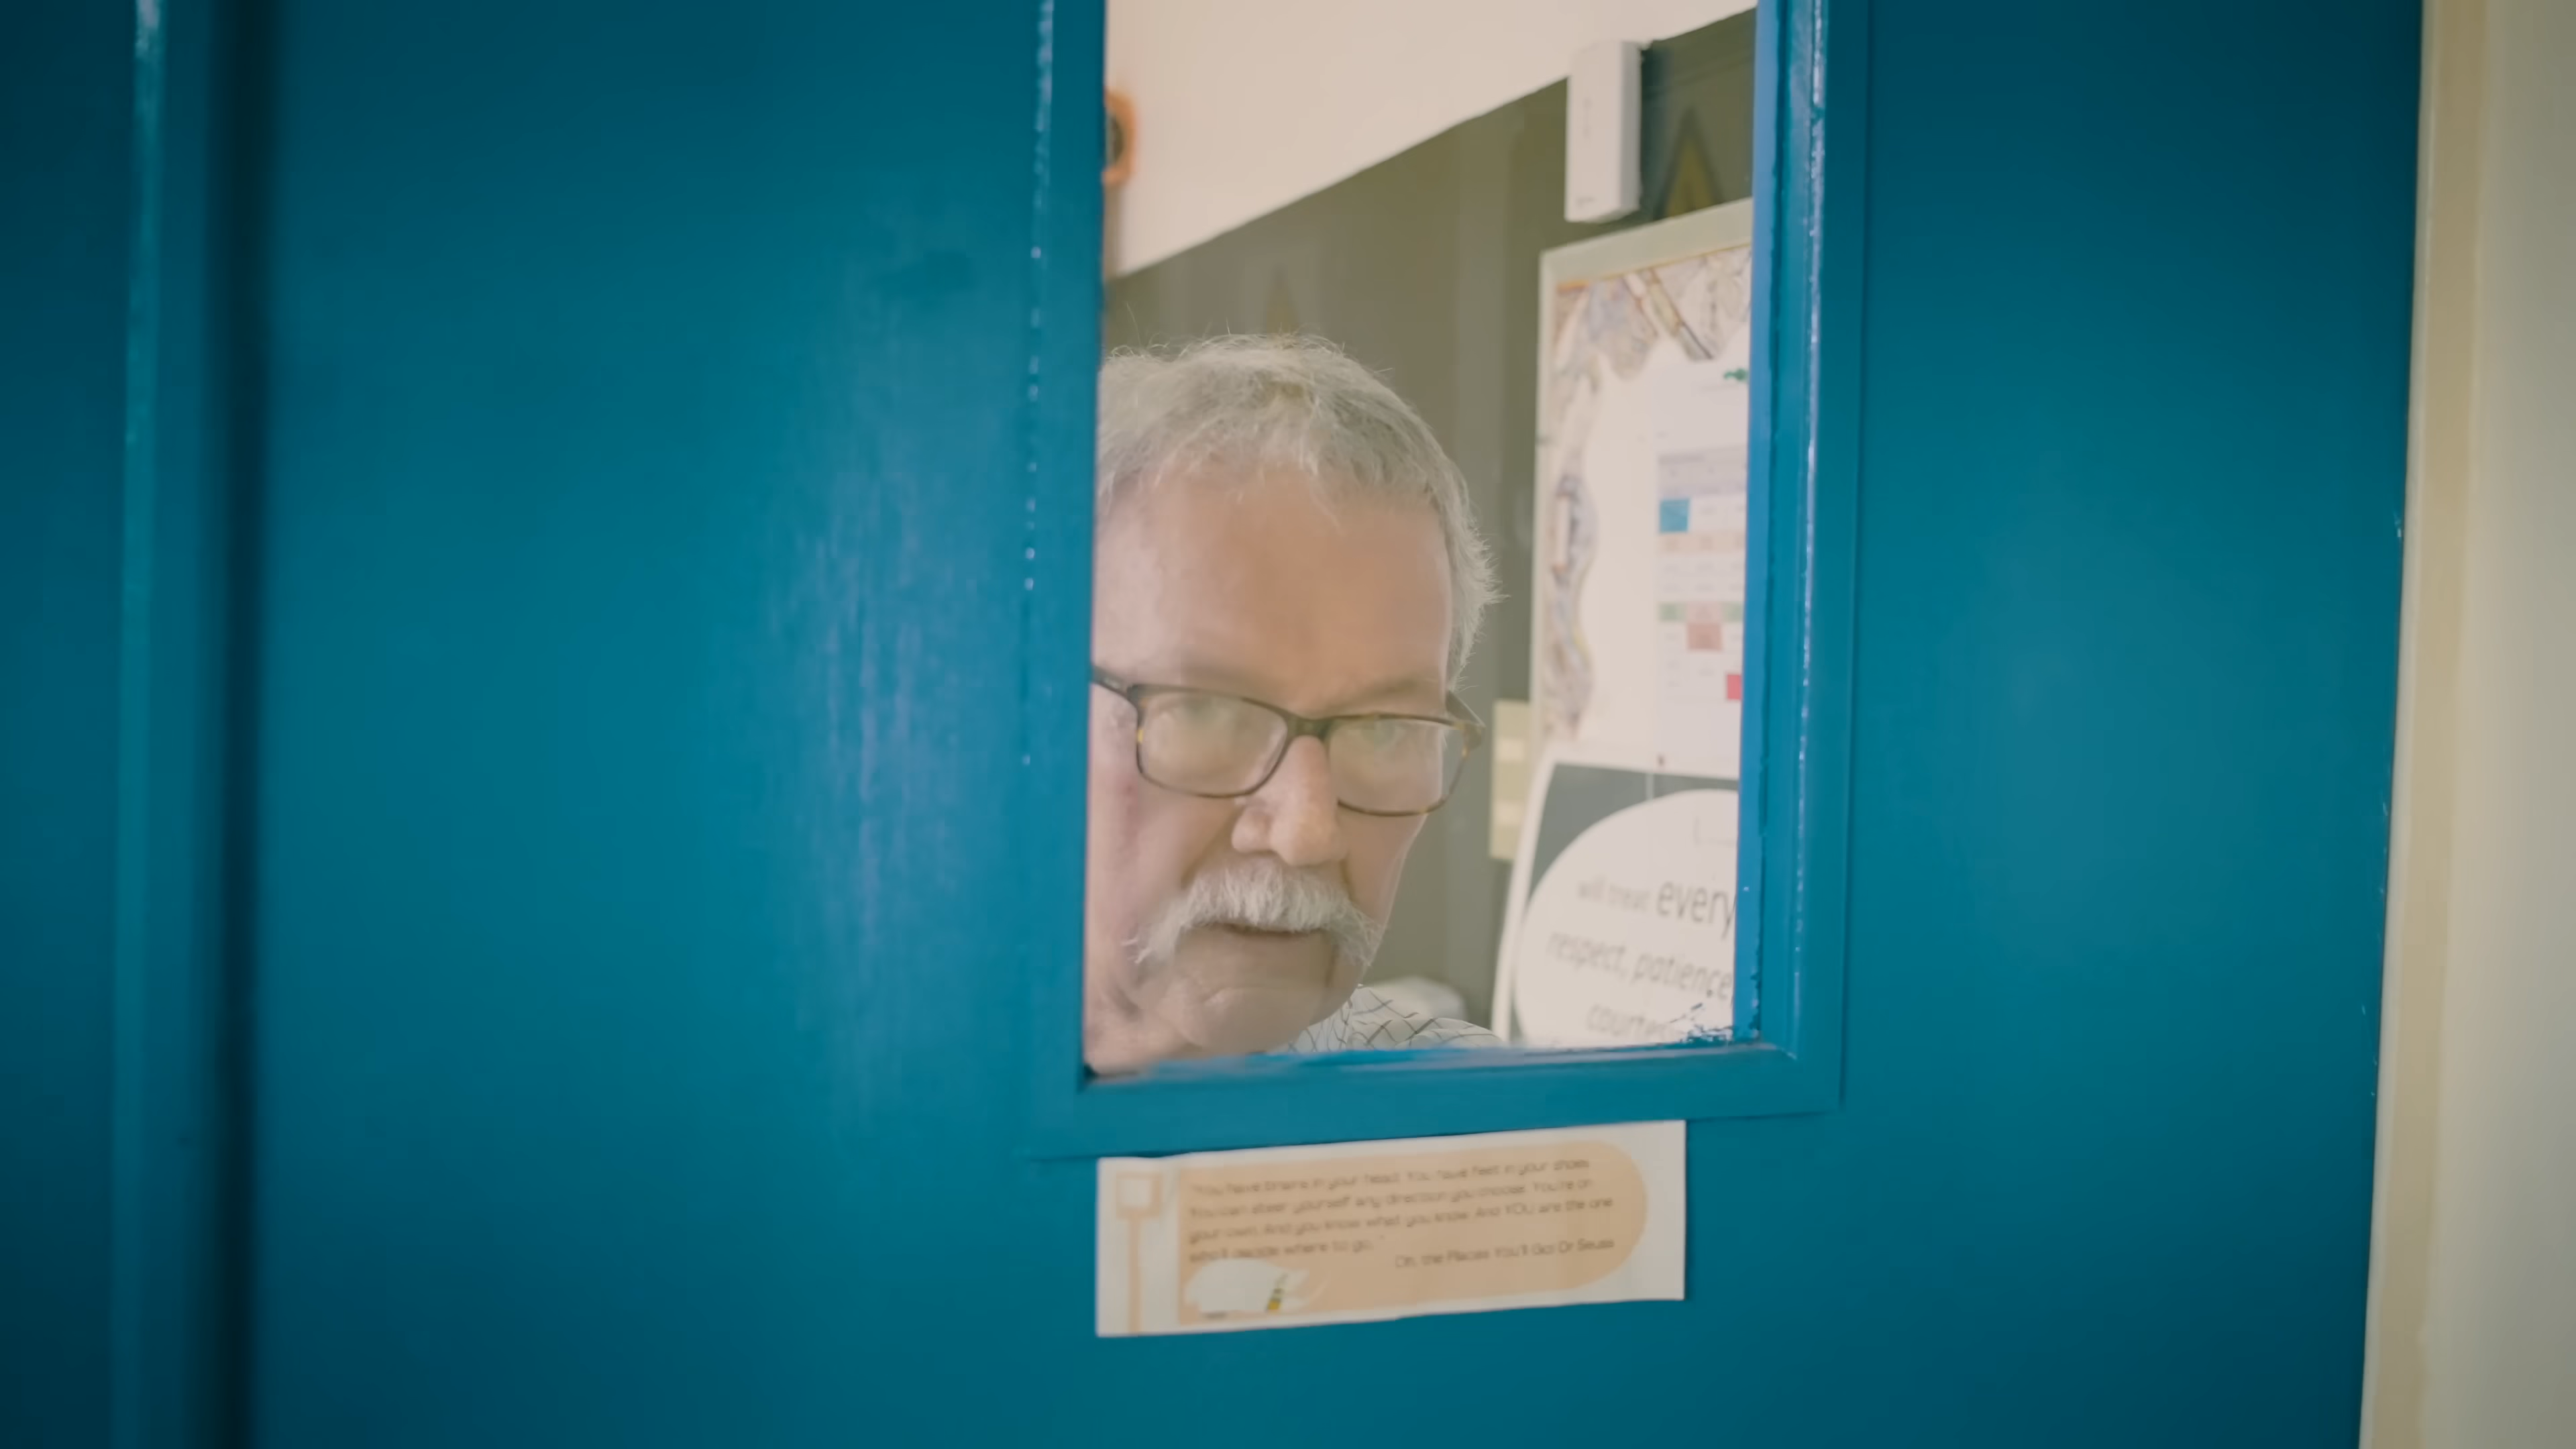 will treat every
respect, patience
courtes
"You have brains in your head. You have feet in your shoes.
You can steer yourself any direction you choose. You're on
your own. And you know what you know. And YOU are the one
who'll decide where to go. "
Oh, the Places You'll Go! Dr Seuss